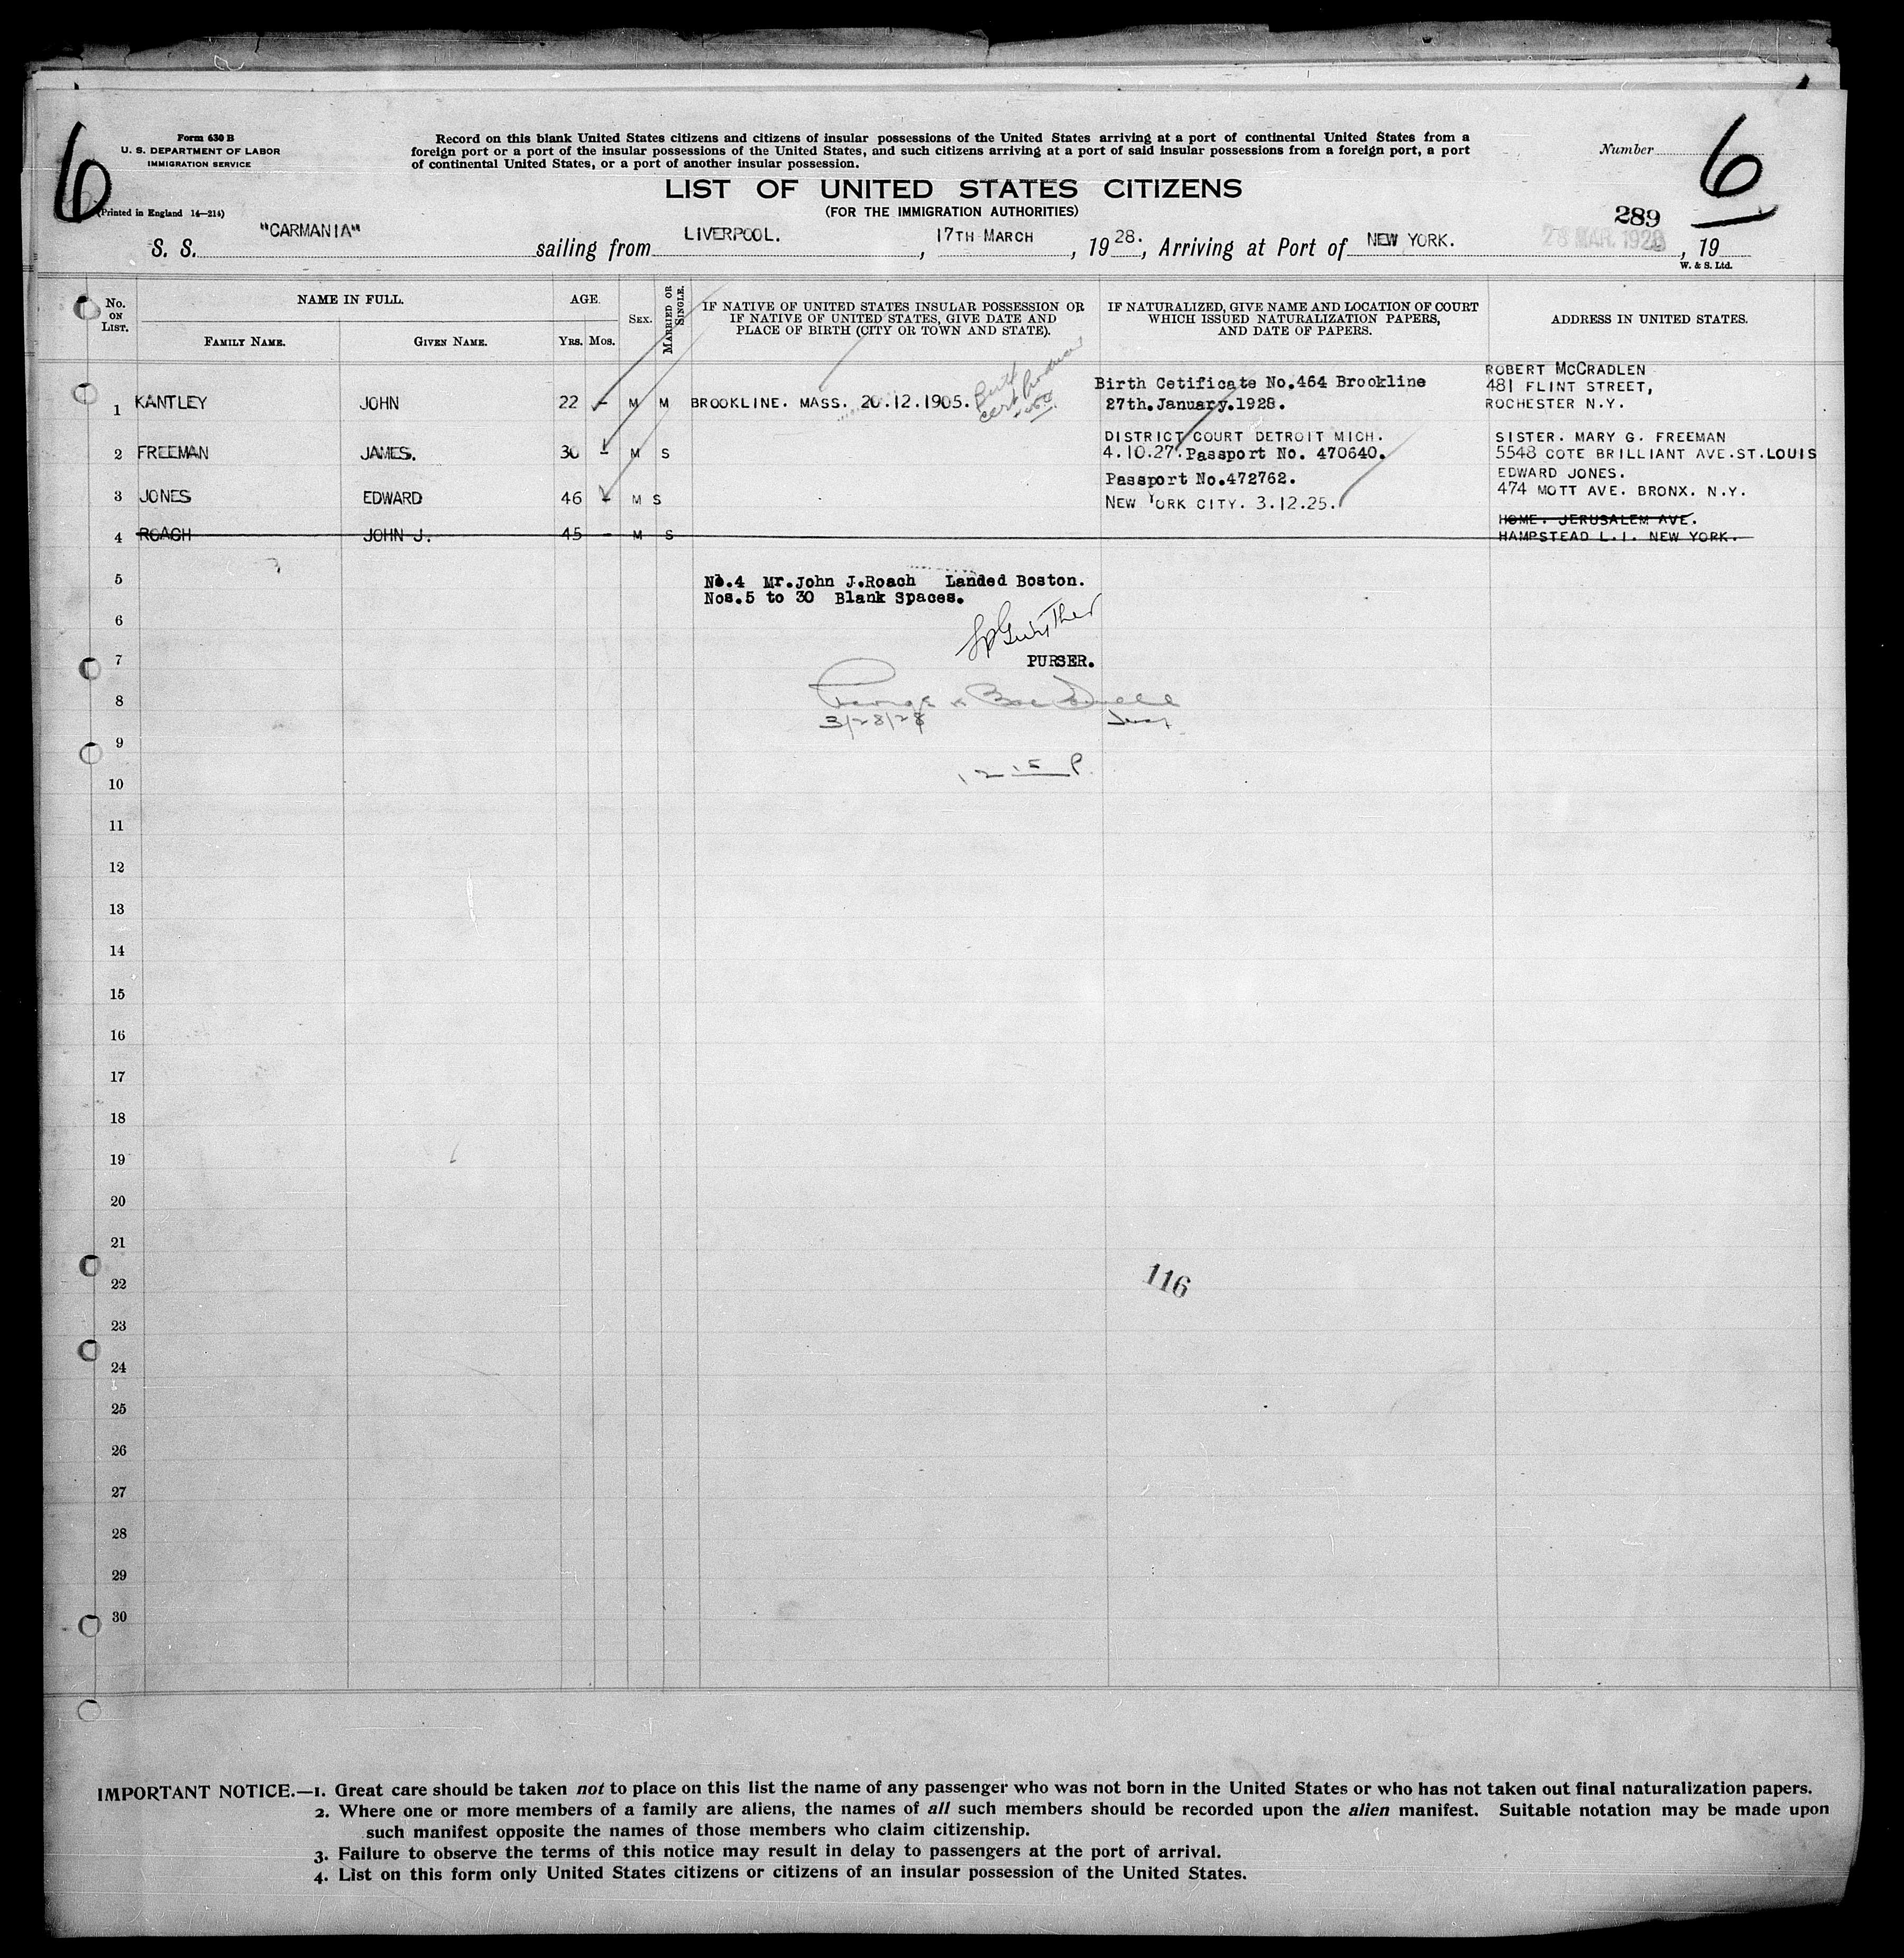 6
Form 630 B
U. S. DEPARTMENT OF LABOR
IMMIGRATION SERVICE
(Printed in England 14—214)
Record on this blank United States citizens and citizens of insular possessions of the United States arriving at a port of continental United States from a
foreign port or a port of the insular possessions of the United States, and such citizens arriving at a port of said insular possessions from a foreign port, a port
of continental United States, or a port of another insular possession.
Number 6
LIST OF UNITED STATES CITIZENS
(FOR THE IMMIGRATION AUTHORITIES)
289
S. S. "CARMANIA" sailing from LIVERPOOL. , 17TH MARCH , 19 28. , Arriving at Port of NEW YORK. 28 MAR. 1928 , 19
W. & S. Ltd.
No. ON LIST. NAME IN FULL. FAMILY NAME. GIVEN NAME. AGE. YRS. MOS. SEX. MARRIED OR SINGLE. IF NATIVE OF UNITED STATES INSULAR POSSESSION OR IF NATIVE OF UNITED STATES, GIVE DATE AND PLACE OF BIRTH (CITY OR TOWN AND STATE). IF NATURALIZED, GIVE NAME AND LOCATION OF COURT WHICH ISSUED NATURALIZATION PAPERS, AND DATE OF PAPERS. ADDRESS IN UNITED STATES.
ROBERT McCRADLEN
Birth Cetificate No.464 Brookline 481 FLINT STREET,
1 KANTLEY JOHN 22 - M M BROOKLINE. MASS. 20.12.1905. Birth cert 27th.January.1928. ROCHESTER N.Y.
DISTRICT COURT DETROIT MICH. SISTER. MARY G. FREEMAN
2 FREEMAN JAMES. 30 - M S 4.10.27. Passport No. 470640. 5548 COTE BRILLIANT AVE.ST.LOUIS
Passport No.472762. EDWARD JONES.
3 JONES EDWARD 46 - M S NEW YORK CITY. 3.12.25. 474 MOTT AVE. BRONX. N.Y.
HOME. JERUSALEM AVE.
4 ROACH JOHN J. 45 - M S HAMPSTEAD L.I. NEW YORK.
5 No.4 Mr.John J.Roach Landed Boston.
Nos.5 to 30 Blank Spaces.
6
7 PURSER.
8
3/28/28
9
12 15 P.
10
11
12
13
14
15
16
17
18
19
20
21
22 116
23
24
25
26
27
28
29
30
IMPORTANT NOTICE.—1. Great care should be taken not to place on this list the name of any passenger who was not born in the United States or who has not taken out final naturalization papers.
2. Where one or more members of a family are aliens, the names of all such members should be recorded upon the alien manifest. Suitable notation may be made upon
such manifest opposite the names of those members who claim citizenship.
3. Failure to observe the terms of this notice may result in delay to passengers at the port of arrival.
4. List on this form only United States citizens or citizens of an insular possession of the United States.